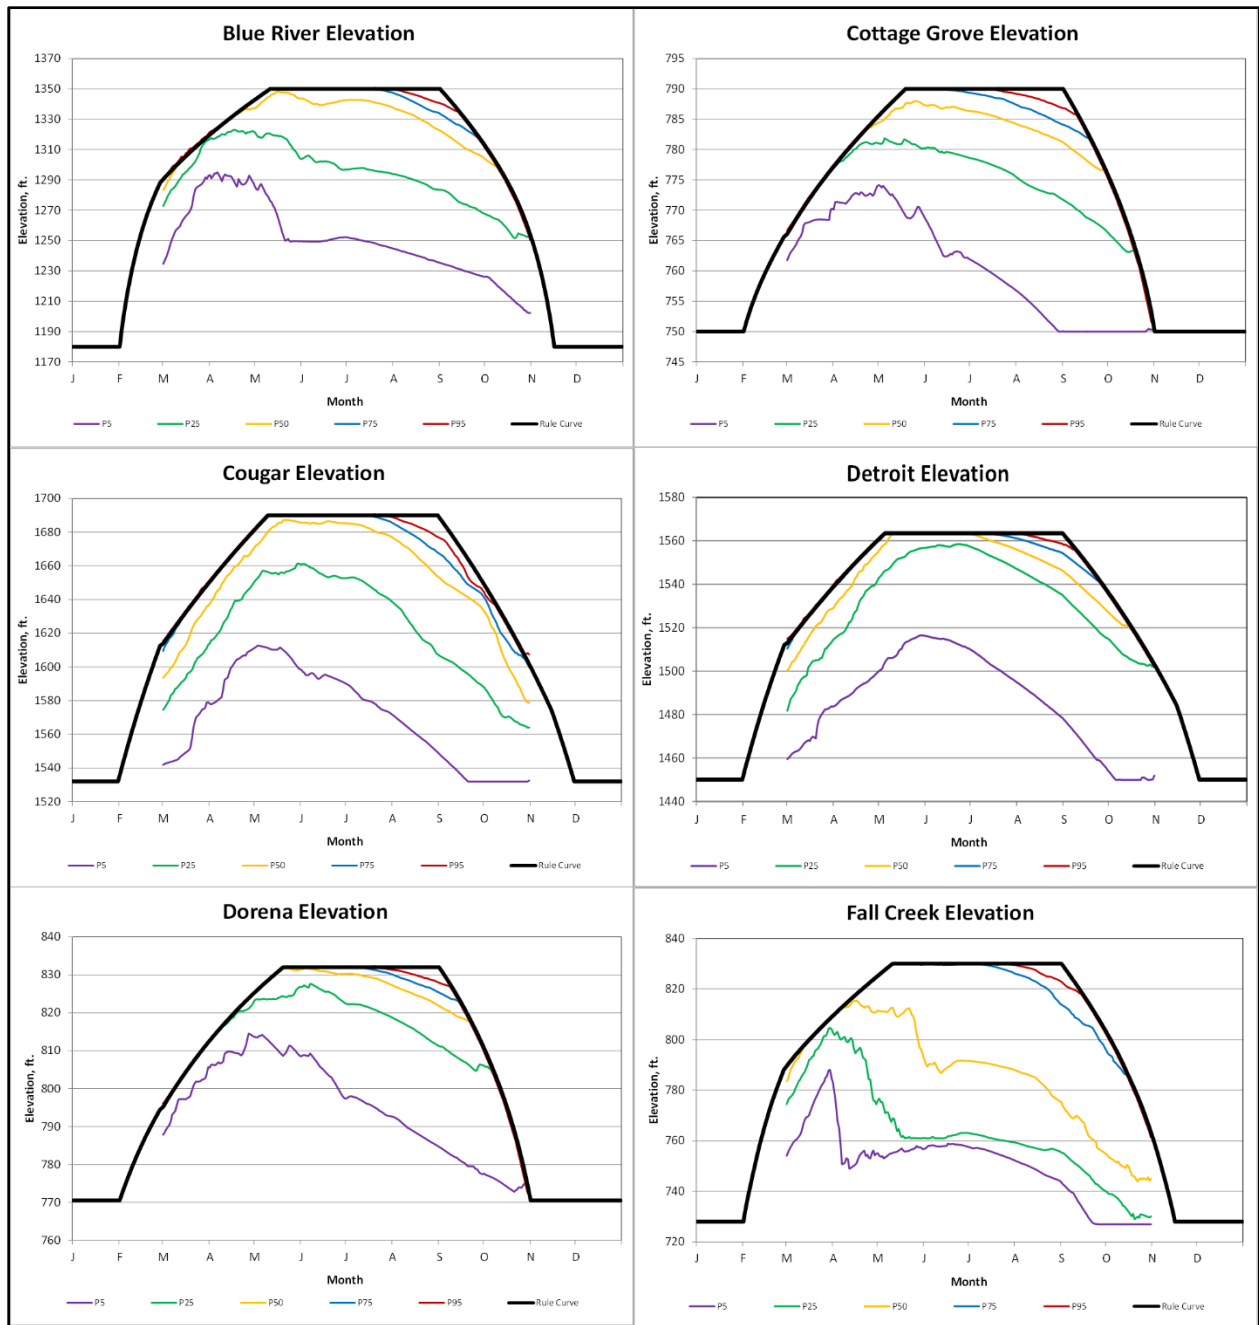 Blue River Elevation
1370
1350
1330
1310
1290
1270
1250
1230
1210
1190
1170
Elevation, ft.
J F M A M J J A S O N D
Month
P5 P25 P50 P75 P95 Rule Curve
Cottage Grove Elevation
795
790
785
780
775
770
765
760
755
750
745
Elevation, ft.
J F M A M J J A S O N D
Month
P5 P25 P50 P75 P95 Rule Curve
Cougar Elevation
1700
1680
1660
1640
1620
1600
1580
1560
1540
1520
Elevation, ft.
J F M A M J J A S O N D
Month
P5 P25 P50 P75 P95 Rule Curve
Detroit Elevation
1580
1560
1540
1520
1500
1480
1460
1440
Elevation, ft.
J F M A M J J A S O N D
Month
P5 P25 P50 P75 P95 Rule Curve
Dorena Elevation
840
830
820
810
800
790
780
770
760
Elevation, ft.
J F M A M J J A S O N D
Month
P5 P25 P50 P75 P95 Rule Curve
Fall Creek Elevation
840
820
800
780
760
740
720
Elevation, ft.
J F M A M J J A S O N D
Month
P5 P25 P50 P75 P95 Rule Curve